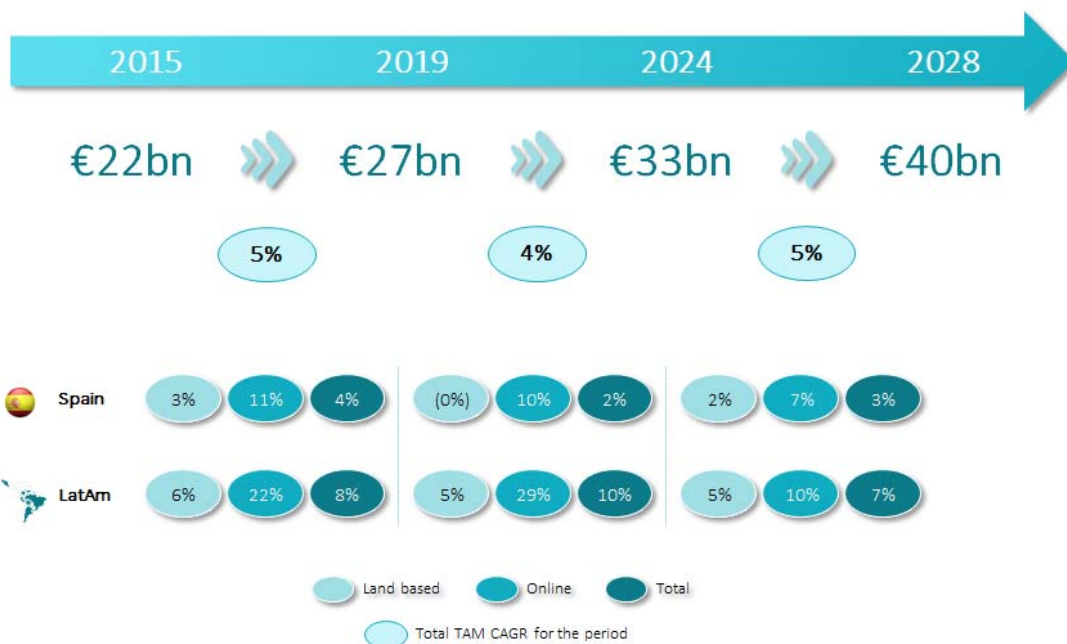 2015 2019 2024 2028
€22bn €27bn €33bn €40bn
5% 4% 5%
Spain 3% 11% 4% (0%) 10% 2% 2% 7% 3%
LatAm 6% 22% 8% 5% 29% 10% 5% 10% 7%
Land based Online Total
Total TAM CAGR for the period